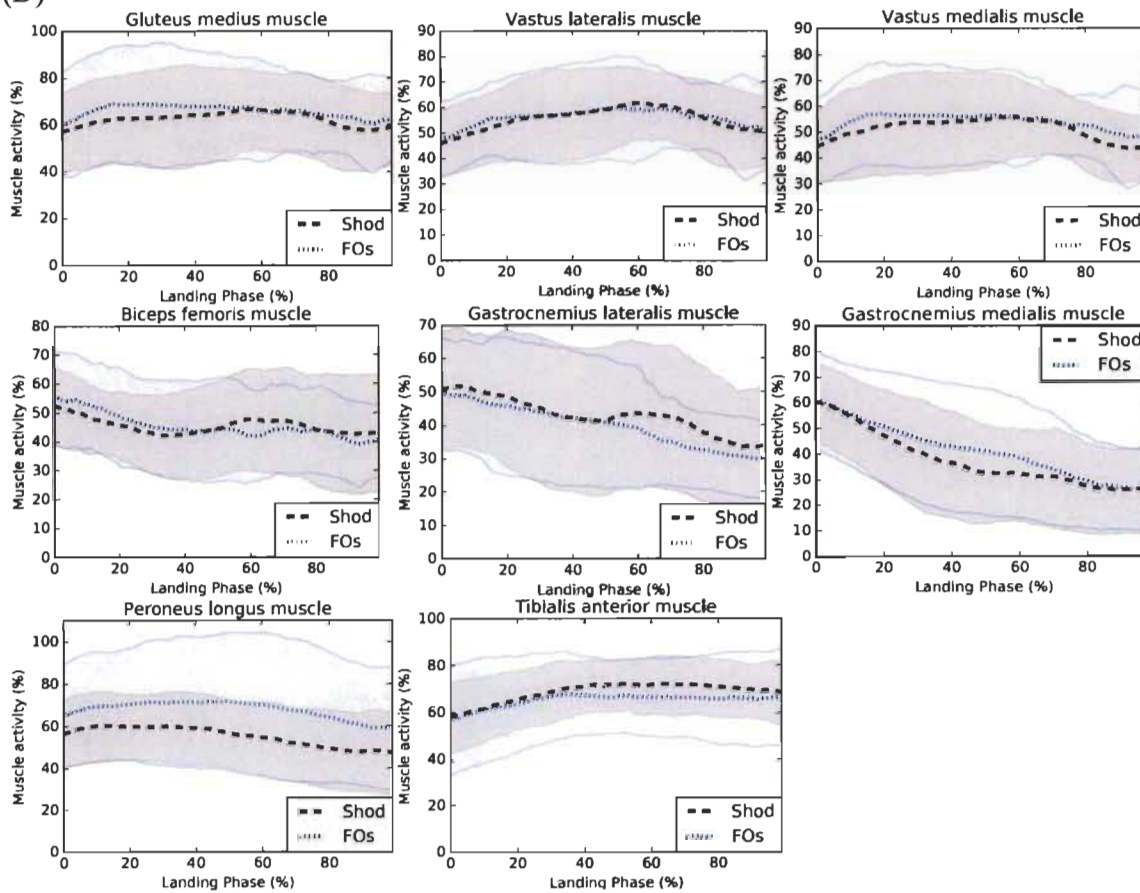 (B)
Gluteus medius muscle
Muscle activity (%)
100
80
60
40
20
0
Shod
FOs
0 20 40 60 80
Landing Phase (%)
Vastus lateralis muscle
Muscle activity (%)
90
80
70
60
50
40
30
20
10
0
Shod
FOs
0 20 40 60 80
Landing Phase (%)
Vastus medialis muscle
Muscle activity (%)
90
80
70
60
50
40
30
20
10
0
Shod
FOs
0 20 40 60 80
Landing Phase (%)
Biceps femoris muscle
Muscle activity (%)
80
70
60
50
40
30
20
10
0
Shod
FOs
0 20 40 60 80
Landing Phase (%)
Gastrocnemius lateralis muscle
Muscle activity (%)
70
60
50
40
30
20
10
0
Shod
FOs
0 20 40 60 80
Landing Phase (%)
Gastrocnemius medialis muscle
Muscle activity (%)
90
80
70
60
50
40
30
20
10
0
Shod
FOs
0 20 40 60 80
Landing Phase (%)
Peroneus longus muscle
Muscle activity (%)
100
80
60
40
20
0
Shod
FOs
0 20 40 60 80
Landing Phase (%)
Tibialis anterior muscle
Muscle activity (%)
100
80
60
40
20
0
Shod
FOs
0 20 40 60 80
Landing Phase (%)